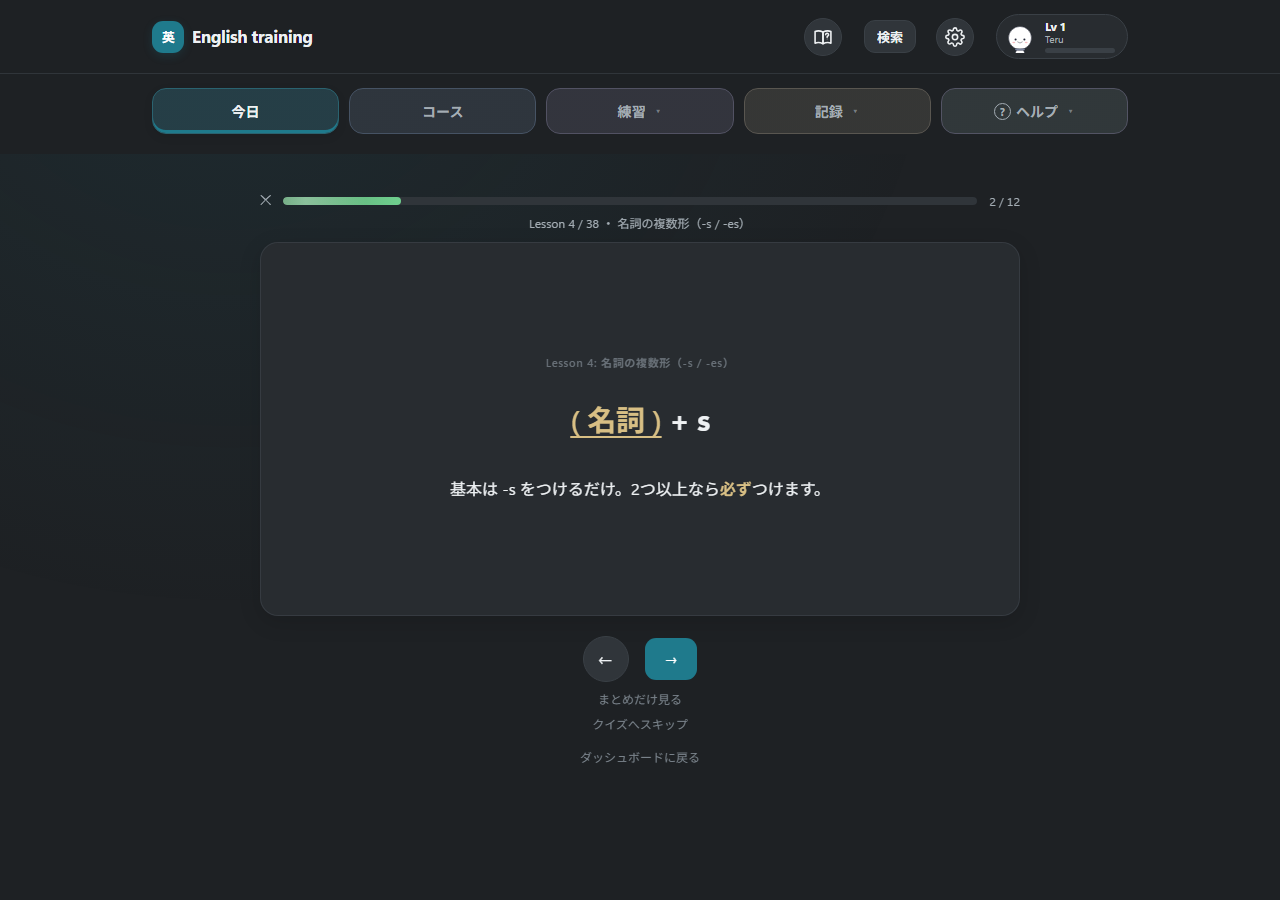 英 English training
検索
Lv 1
Teru
今日
コース
練習
記録
? ヘルプ
2 / 12
Lesson 4 / 38 ・ 名詞の複数形（-s / -es）
Lesson 4: 名詞の複数形（-s / -es）
( 名詞 ) + s
基本は -s をつけるだけ。2つ以上なら必ずつけます。
←
→
まとめだけ見る
クイズへスキップ
ダッシュボードに戻る